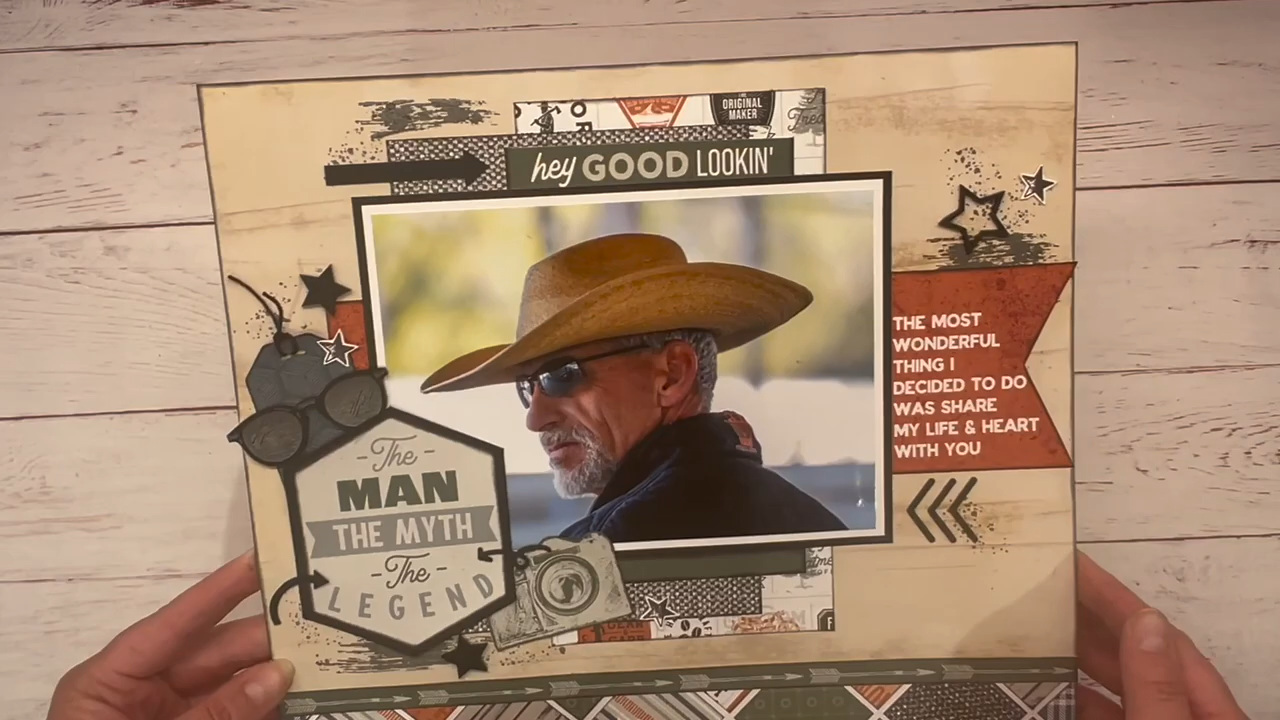 THE
ORIGINAL
MAKER
hey GOOD LOOKIN'
THE MOST
WONDERFUL
THING I
DECIDED TO DO
WAS SHARE
MY LIFE & HEART
WITH YOU
-The-
MAN
THE MYTH
-The-
LEGEND